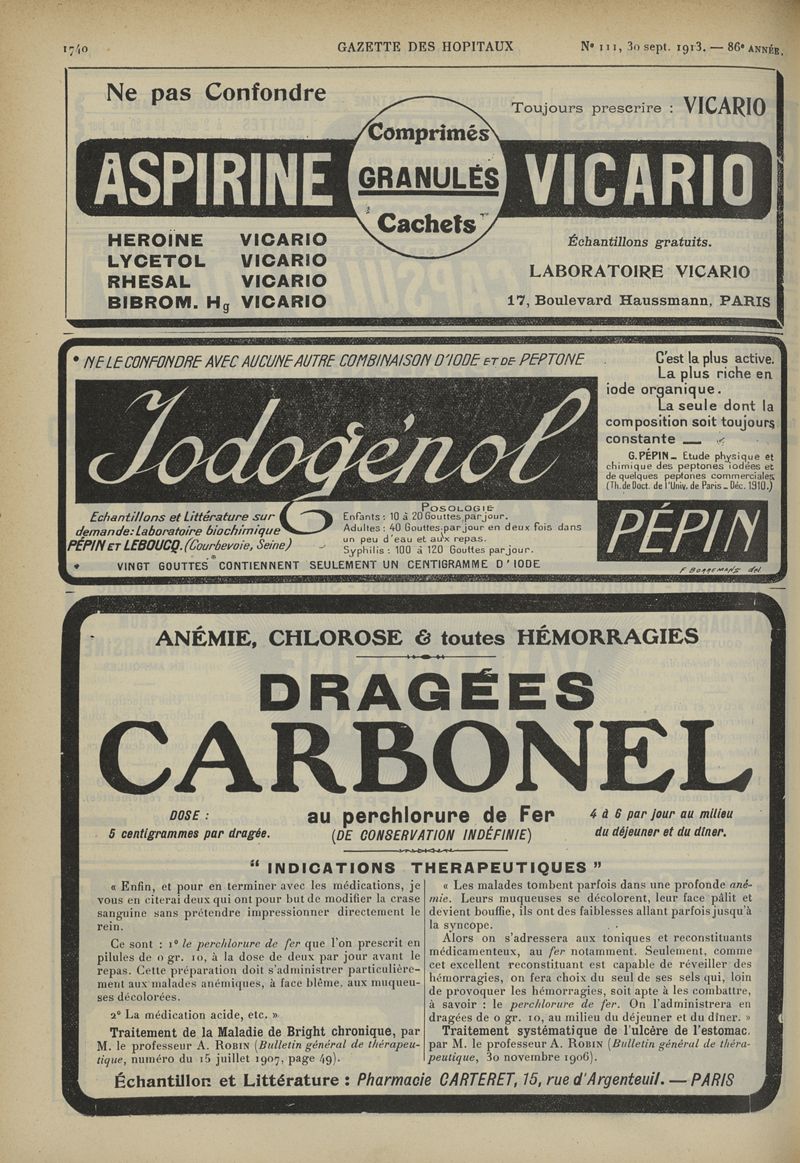 1740
GAZETTE DES HOPITAUX
Nº 111, 30 sept. 1913. — 86e ANNÉE.
Ne pas Confondre
Toujours prescrire : VICARIO
Comprimés
ASPIRINE GRANULÉS VICARIO
Cachets
HEROÏNE VICARIO
LYCETOL VICARIO
RHESAL VICARIO
BIBROM. Hg VICARIO
Échantillons gratuits.
LABORATOIRE VICARIO
17, Boulevard Haussmann, PARIS
• NE LE CONFONDRE AVEC AUCUNE AUTRE COMBINAISON D'IODE ET DE PEPTONE
Iodogénol
C'est la plus active.
La plus riche en
iode organique.
La seule dont la
composition soit toujours
constante —
G. PÉPIN_ Etude physique et
chimique des peptones iodées et
de quelques peptones commerciales
(Th. de Doct. de l'Univ. de Paris _ Déc. 1910.)
PÉPIN
Echantillons et Littérature sur
demande: Laboratoire biochimique
PÉPIN ET LEBOUCQ. (Courbevoie, Seine)
POSOLOGIE
Enfants : 10 à 20 Gouttes par jour.
Adultes : 40 Gouttes par jour en deux fois dans
un peu d'eau et aux repas.
Syphilis : 100 à 120 Gouttes par jour.
VINGT GOUTTES CONTIENNENT SEULEMENT UN CENTIGRAMME D'IODE
ANÉMIE, CHLOROSE & toutes HÉMORRAGIES
DRAGÉES
CARBONEL
DOSE :
5 centigrammes par dragée.
au perchlorure de Fer
(DE CONSERVATION INDÉFINIE)
4 à 6 par jour au milieu
du déjeuner et du dîner.
“ INDICATIONS THERAPEUTIQUES ”
« Enfin, et pour en terminer avec les médications, je
vous en citerai deux qui ont pour but de modifier la crase
sanguine sans prétendre impressionner directement le
rein.
Ce sont : 1º le perchlorure de fer que l'on prescrit en
pilules de 0 gr. 10, à la dose de deux par jour avant le
repas. Cette préparation doit s'administrer particulière-
ment aux malades anémiques, à face blême, aux muqueu-
ses décolorées.
2º La médication acide, etc. »
Traitement de la Maladie de Bright chronique, par
M. le professeur A. ROBIN (Bulletin général de thérapeu-
tique, numéro du 15 juillet 1907, page 49).
« Les malades tombent parfois dans une profonde ané-
mie. Leurs muqueuses se décolorent, leur face pâlit et
devient bouffie, ils ont des faiblesses allant parfois jusqu'à
la syncope.
Alors on s'adressera aux toniques et reconstituants
médicamenteux, au fer notamment. Seulement, comme
cet excellent reconstituant est capable de réveiller des
hémorragies, on fera choix du seul de ses sels qui, loin
de provoquer les hémorragies, soit apte à les combattre,
à savoir : le perchlorure de fer. On l'administrera en
dragées de 0 gr. 10, au milieu du déjeuner et du dîner. »
Traitement systématique de l'ulcère de l'estomac,
par M. le professeur A. ROBIN (Bulletin général de théra-
peutique, 30 novembre 1906).
Échantillon et Littérature : Pharmacie CARTERET, 15, rue d'Argenteuil. — PARIS